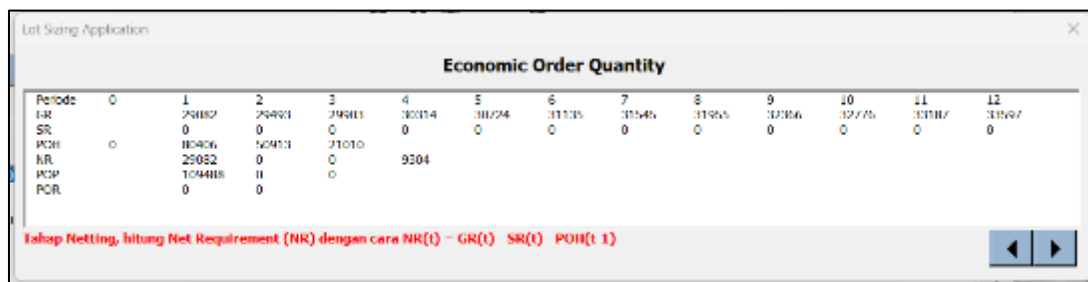 Lot Sizing Application
Economic Order Quantity
Periode 0 1 2 3 4 5 6 7 8 9 10 11 12
GR 29082 29493 29903 30314 30724 31135 31545 31955 32366 32776 33187 33597
SR 0 0 0 0 0 0 0 0 0 0 0 0
POH 0 80406 50913 21010
NR 29082 0 0 9304
POP 109488 0 0
POR 0 0
Tahap Netting, hitung Net Requirement (NR) dengan cara NR(t) = GR(t) SR(t) POH(t 1)